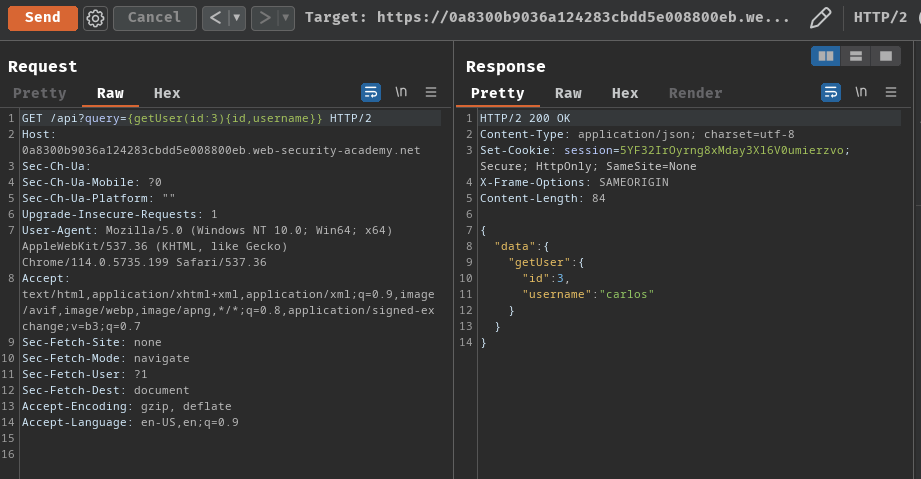 Send Cancel < ▼ > ▼ Target: https://0a8300b9036a124283cbdd5e008800eb.we... HTTP/2
Request
Pretty Raw Hex \n
1 GET /api?query={getUser(id:3){id,username}} HTTP/2
2 Host:
0a8300b9036a124283cbdd5e008800eb.web-security-academy.net
3 Sec-Ch-Ua:
4 Sec-Ch-Ua-Mobile: ?0
5 Sec-Ch-Ua-Platform: ""
6 Upgrade-Insecure-Requests: 1
7 User-Agent: Mozilla/5.0 (Windows NT 10.0; Win64; x64)
AppleWebKit/537.36 (KHTML, like Gecko)
Chrome/114.0.5735.199 Safari/537.36
8 Accept:
text/html,application/xhtml+xml,application/xml;q=0.9,image
/avif,image/webp,image/apng,*/*;q=0.8,application/signed-ex
change;v=b3;q=0.7
9 Sec-Fetch-Site: none
10 Sec-Fetch-Mode: navigate
11 Sec-Fetch-User: ?1
12 Sec-Fetch-Dest: document
13 Accept-Encoding: gzip, deflate
14 Accept-Language: en-US,en;q=0.9
15
16
Response
Pretty Raw Hex Render \n
1 HTTP/2 200 OK
2 Content-Type: application/json; charset=utf-8
3 Set-Cookie: session=5YF32IrOyrng8xMday3X16V0umierzvo;
Secure; HttpOnly; SameSite=None
4 X-Frame-Options: SAMEORIGIN
5 Content-Length: 84
6
7 {
8 "data":{
9 "getUser":{
10 "id":3,
11 "username":"carlos"
12 }
13 }
14 }